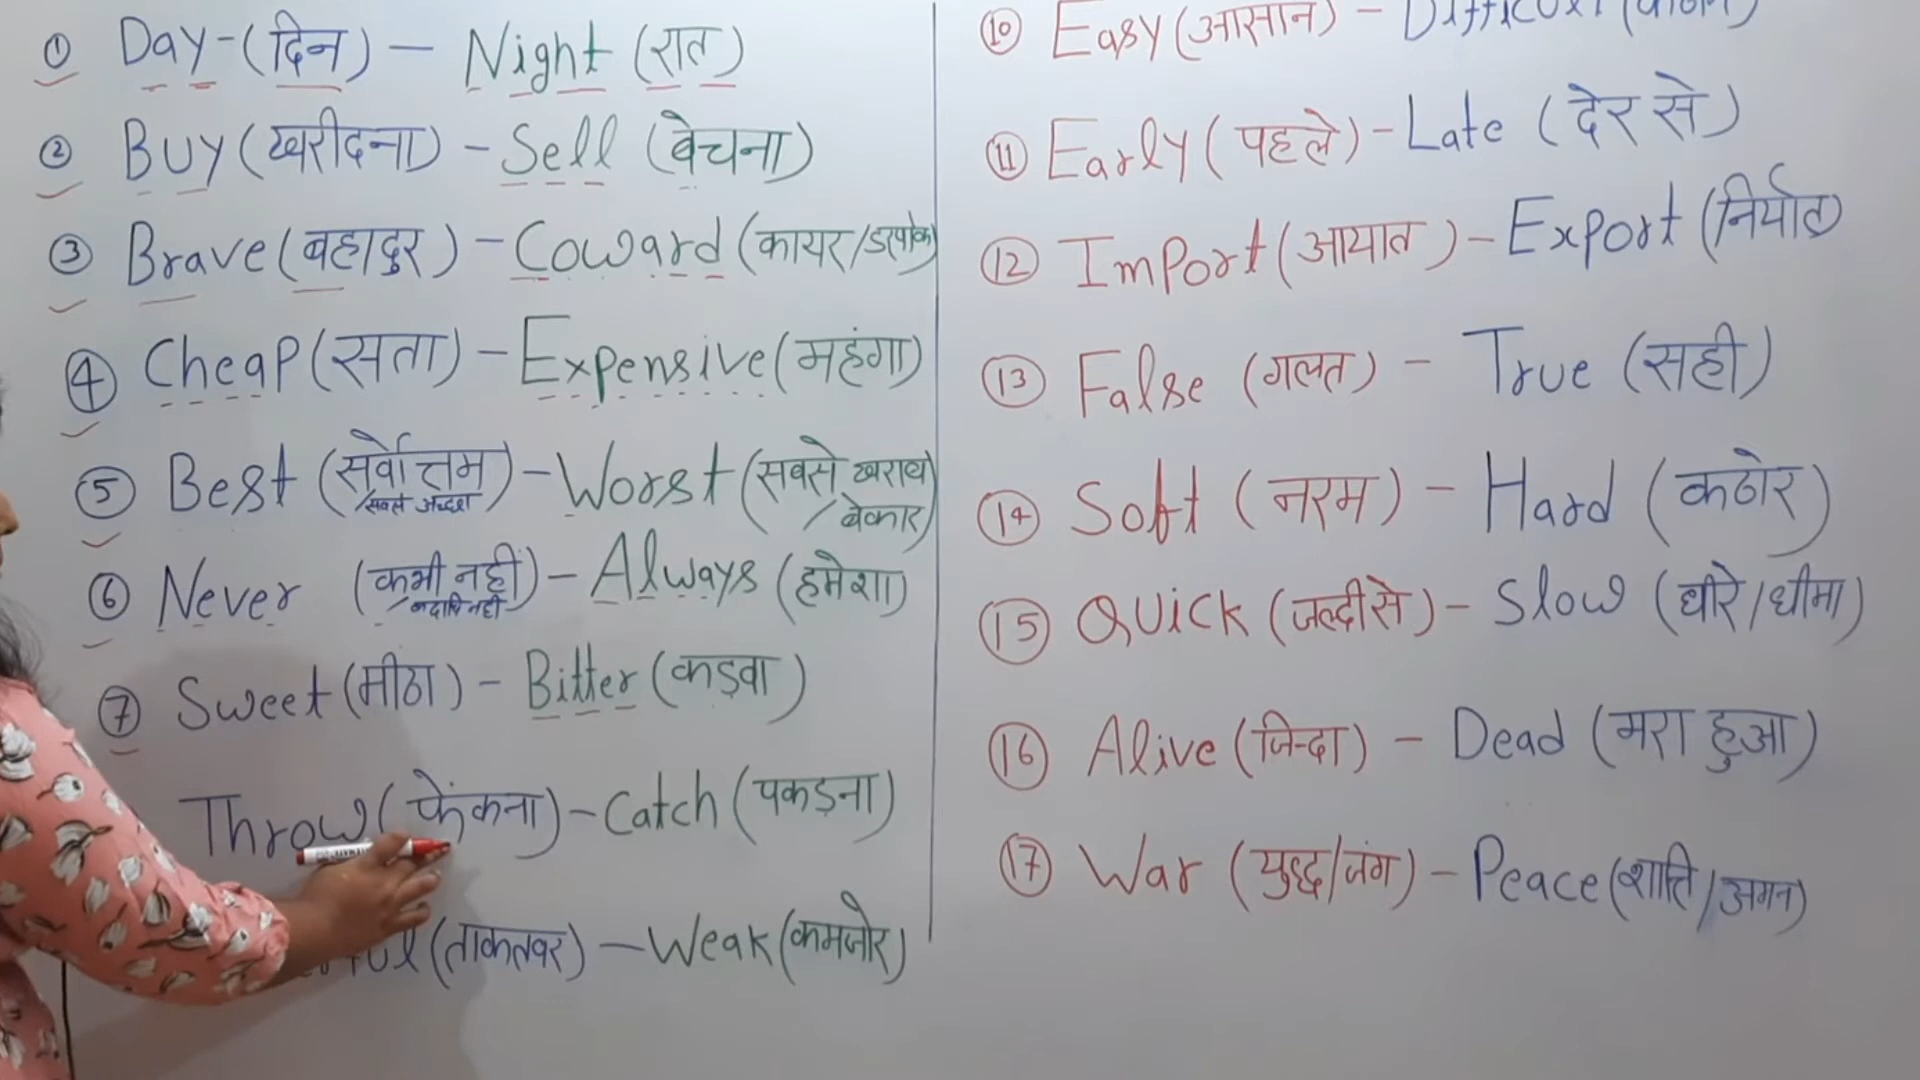 ① Day-(दिन) - Night (रात)
② Buy (खरीदना) - Sell (बेचना)
③ Brave (बहादुर) - Coward (कायर/डरपोक)
④ Cheap (सता) - Expensive (महंगा)
⑤ Best (सर्वोत्तम) - Worst (सबसे खराब
/सबसे अच्छा /बेकार)
⑥ Never (कभी नहीं) - Always (हमेशा)
/कदापि नहीं
⑦ Sweet (मीठा) - Bitter (कड़वा)
Throw (फेंकना) - Catch (पकड़ना)
(ताकतवर) - Weak (कमजोर)
⑩ Easy (आसान) - Difficult
⑪ Early (पहले) - Late (देर से)
⑫ Import (आयात) - Export (निर्यात)
⑬ False (गलत) - True (सही)
⑭ Soft (नरम) - Hard (कठोर)
⑮ Quick (जल्दी से) - Slow (धीरे/धीमा)
⑯ Alive (जिन्दा) - Dead (मरा हुआ)
⑰ War (युद्ध/जंग) - Peace (शान्ति/अमन)